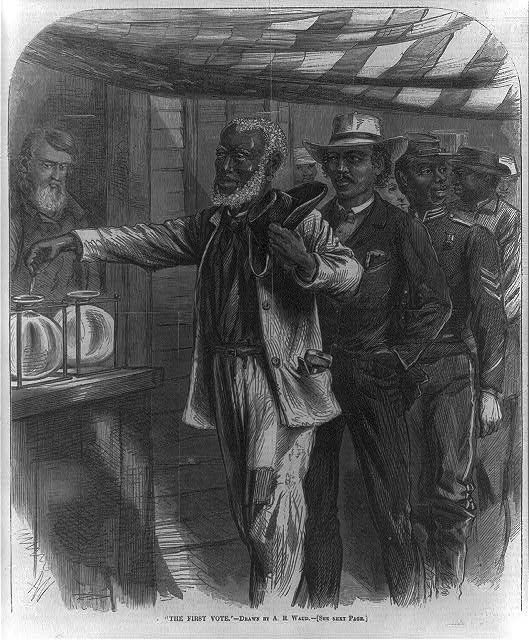 "THE FIRST VOTE."—DRAWN BY A. R. WAUD.—[SEE NEXT PAGE.]